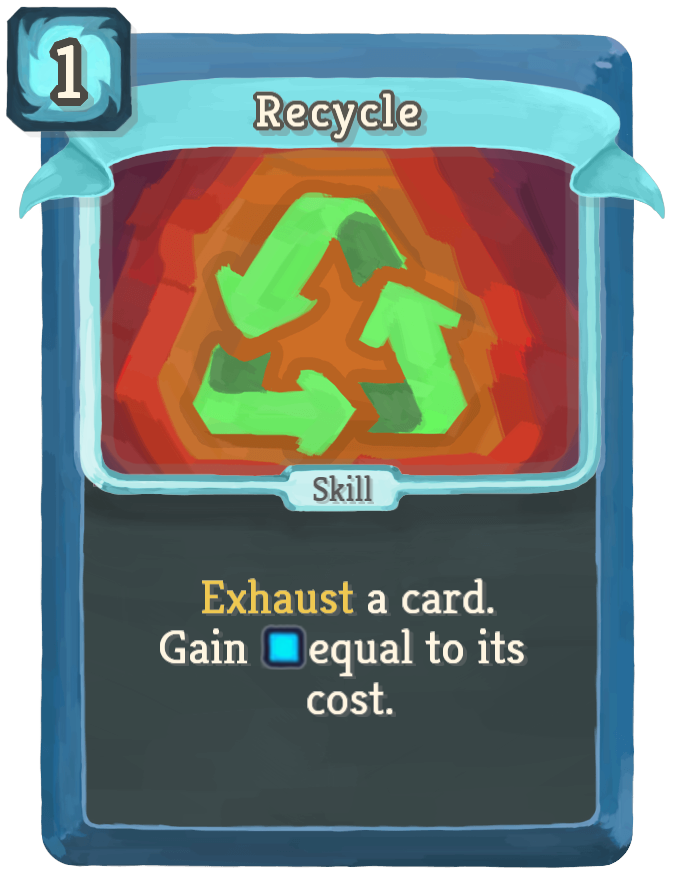 1
Recycle
Skill
Exhaust a card.
Gain equal to its
cost.